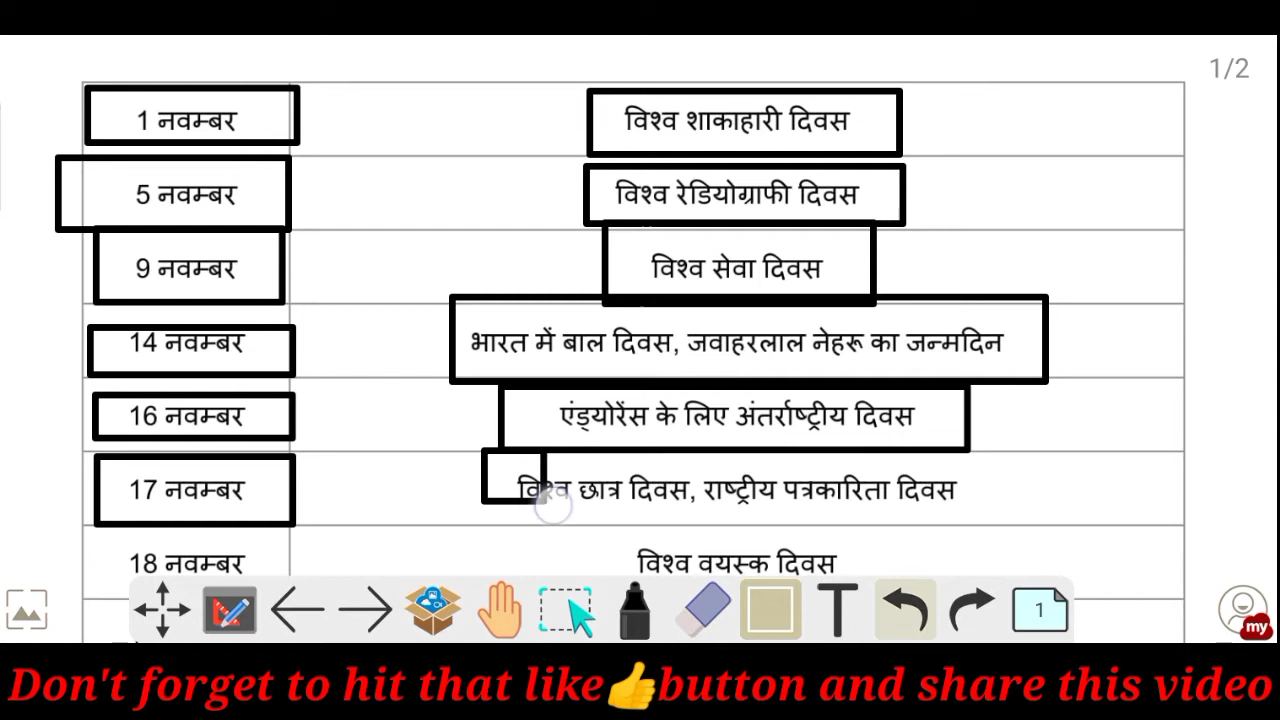 1/2
1 नवम्बर विश्व शाकाहारी दिवस
5 नवम्बर विश्व रेडियोग्राफी दिवस
9 नवम्बर विश्व सेवा दिवस
14 नवम्बर भारत में बाल दिवस, जवाहरलाल नेहरू का जन्मदिन
16 नवम्बर एंड्योरेंस के लिए अंतर्राष्ट्रीय दिवस
17 नवम्बर विश्व छात्र दिवस, राष्ट्रीय पत्रकारिता दिवस
18 नवम्बर विश्व वयस्क दिवस
T 1
my
Don't forget to hit that like👍button and share this video